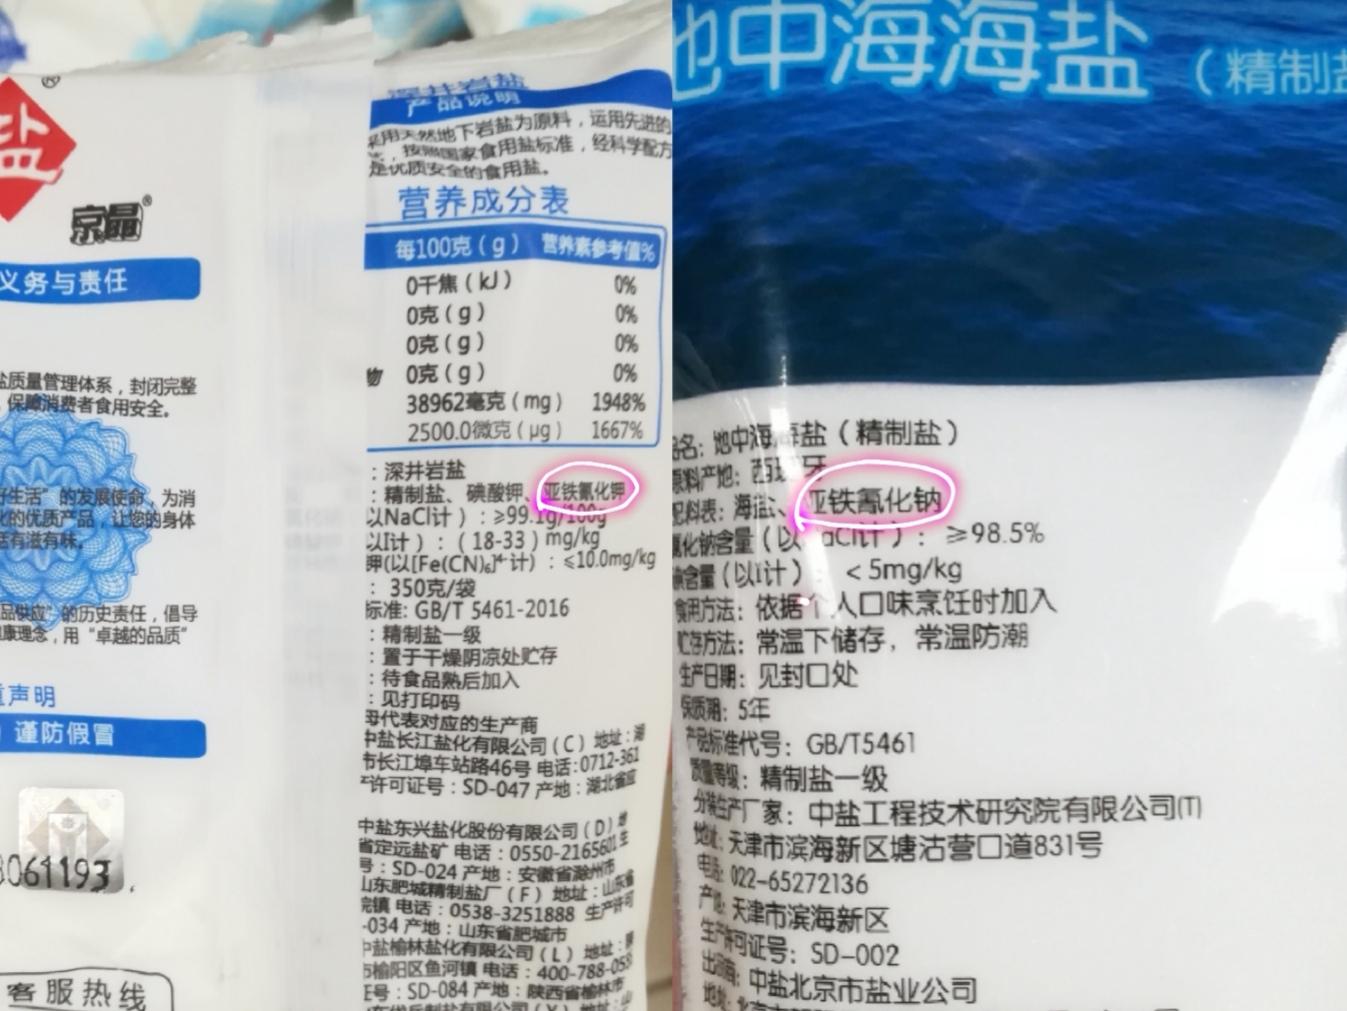 盐
®
京晶®
义务与责任
盐质量管理体系，封闭完整
，保障消费者食用安全。
好生活”的发展使命，为消
化的优质产品，让您的身体
活有滋有味。
品供应”的历史责任，倡导
康理念，用“卓越的品质”
声明
谨防假冒
061193
客服热线
深井岩盐
产品说明
采用天然地下岩盐为原料，运用先进的
，按照国家食用盐标准，经科学配方
是优质安全的食用盐。
营养成分表
每100克（g） 营养素参考值%
0千焦（kJ） 0%
0克（g） 0%
0克（g） 0%
物 0克（g） 0%
38962毫克（mg） 1948%
2500.0微克（μg） 1667%
：深井岩盐
：精制盐、碘酸钾、亚铁氰化钾
以NaCl计）：≥99.1g/100g
以I计）：（18-33）mg/kg
钾(以[Fe(CN)₆]⁴⁻计）：≤10.0mg/kg
：350克/袋
标准: GB/T 5461-2016
：精制盐一级
：置于干燥阴凉处贮存
：待食品熟后加入
：见打印码
母代表对应的生产商
中盐长江盐化有限公司（C）地址：湖
市长江埠车站路46号 电话:0712-361
产许可证号：SD-047 产地：湖北省应
中盐东兴盐化股份有限公司（D）地
省定远盐矿 电话：0550-2165601 生
号：SD-024 产地：安徽省滁州市
山东肥城精制盐厂（F）地址：山东省
镇 电话：0538-3251888 生产许可
-034 产地：山东省肥城市
中盐榆林盐化有限公司（L）地址：陕
市榆阳区鱼河镇 电话：400-788-053
证号：SD-084 产地：陕西省榆林市
地中海海盐（精制盐
品名：地中海海盐（精制盐）
原料产地：西班牙
配料表：海盐、亚铁氰化钠
氯化钠含量（以NaCl计）：≥98.5%
碘含量（以I计）：＜5mg/kg
食用方法：依据个人口味烹饪时加入
贮存方法：常温下储存，常温防潮
生产日期：见封口处
保质期：5年
产品标准代号：GB/T5461
质量等级：精制盐一级
分装生产厂家：中盐工程技术研究院有限公司(T)
地址：天津市滨海新区塘沽营口道831号
电话：022-65272136
产地：天津市滨海新区
生产许可证号：SD-002
出品商：中盐北京市盐业公司
地址：北京